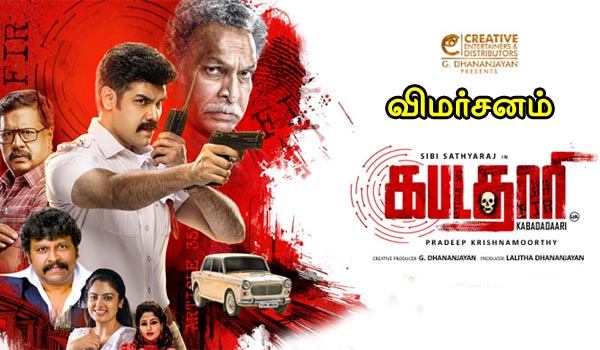 CREATIVE
ENTERTAINERS &
DISTRIBUTORS
G. DHANANJAYAN
PRESENTS
விமர்சனம்
SIBI SATHYARAJ IN
கபடதாரி
KABADADAARI
UA
PRADEEP KRISHNAMOORTHY
CREATIVE PRODUCER G. DHANANJAYAN PRODUCER LALITHA DHANANJAYAN
FIR